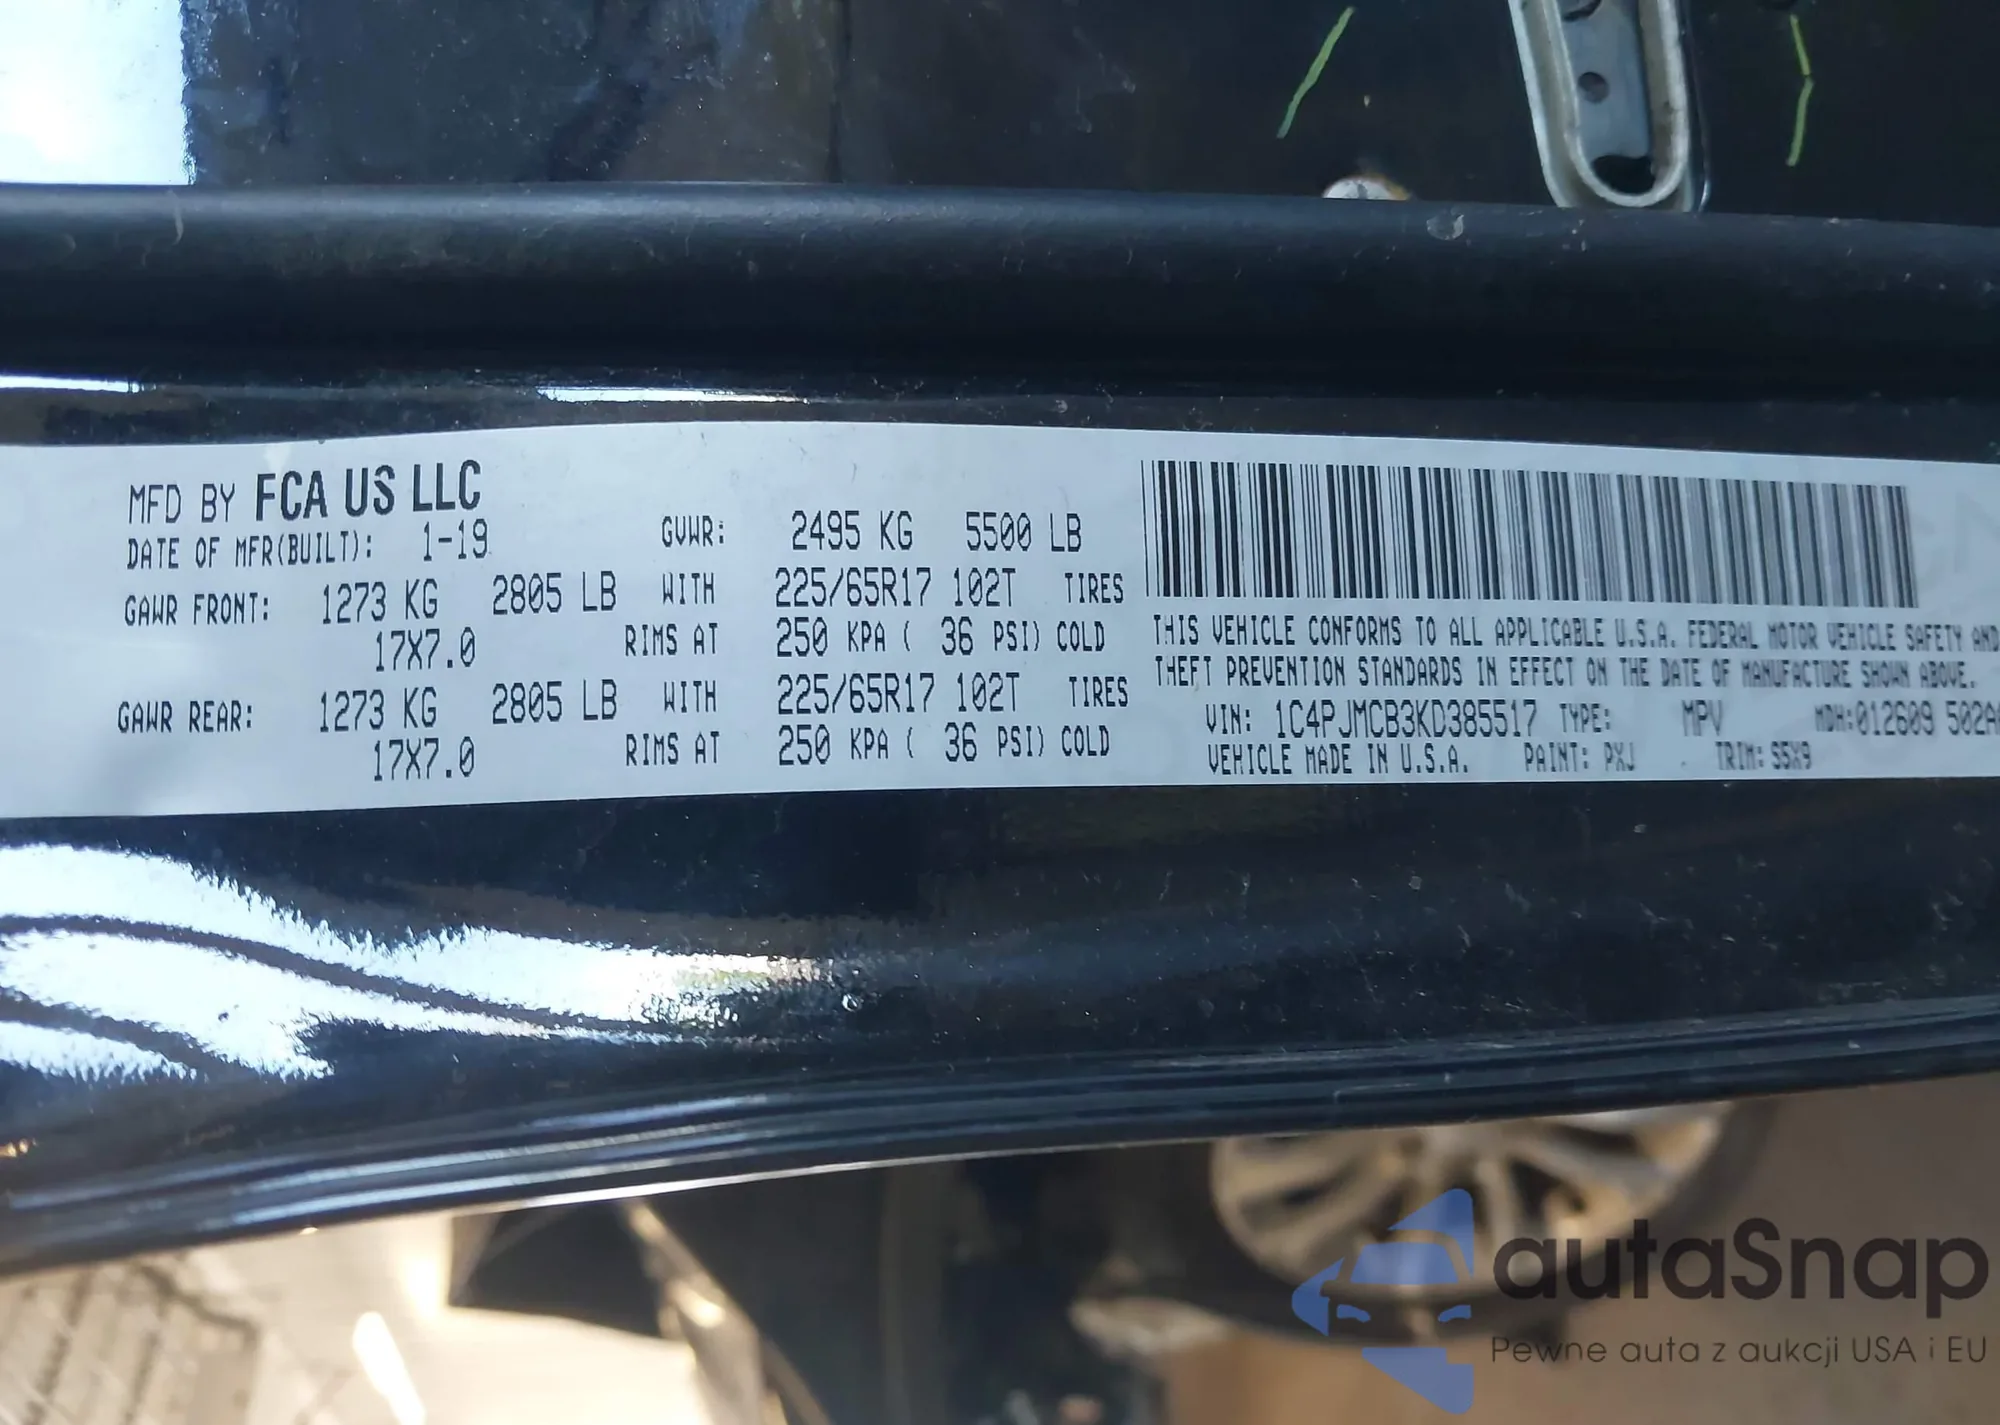 MFD BY FCA US LLC
DATE OF MFR(BUILT): 1-19 GVWR: 2495 KG 5500 LB
GAWR FRONT: 1273 KG 2805 LB WITH 225/65R17 102T TIRES
17X7.0 RIMS AT 250 KPA ( 36 PSI) COLD
GAWR REAR: 1273 KG 2805 LB WITH 225/65R17 102T TIRES
17X7.0 RIMS AT 250 KPA ( 36 PSI) COLD
THIS VEHICLE CONFORMS TO ALL APPLICABLE U.S.A. FEDERAL MOTOR VEHICLE SAFETY AND
THEFT PREVENTION STANDARDS IN EFFECT ON THE DATE OF MANUFACTURE SHOWN ABOVE.
VIN: 1C4PJMCB3KD385517 TYPE: MPV MDH:012609
VEHICLE MADE IN U.S.A. PAINT: PXJ TRIM: S5X9
autaSnap
Pewne auta z aukcji USA i EU